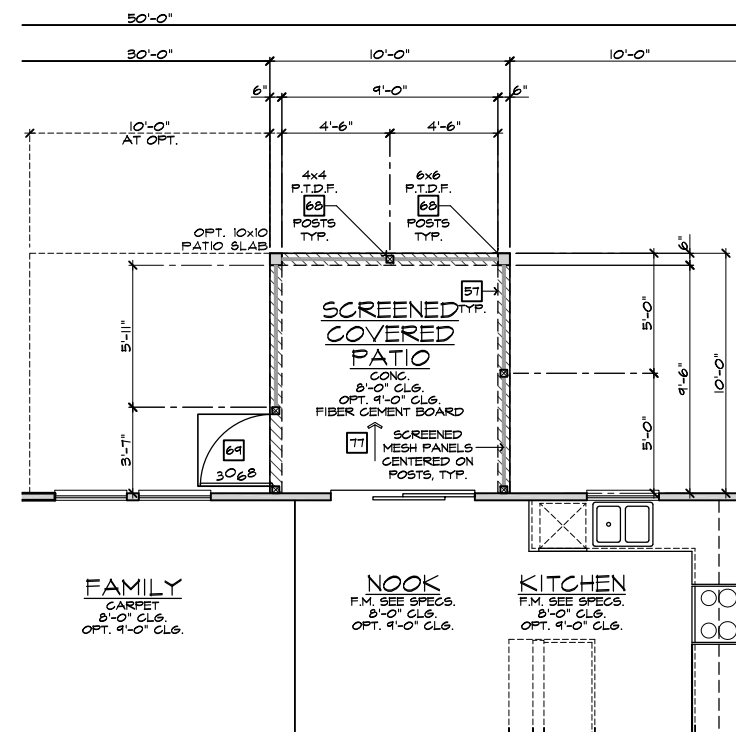 50'-0"
30'-0"
10'-0"
10'-0"
6"
9'-0"
6"
10'-0"
AT OPT.
4'-6"
4'-6"
4x4
P.T.D.F.
68
POSTS
TYP.
6x6
P.T.D.F.
68
POSTS
TYP.
OPT. 10x10
PATIO SLAB
6"
57
TYP.
SCREENED
COVERED
PATIO
CONC.
8'-0" CLG.
OPT. 9'-0" CLG.
FIBER CEMENT BOARD
5'-11"
5'-0"
9'-6"
10'-0"
77
SCREENED
MESH PANELS
CENTERED ON
POSTS, TYP.
69
3068
3'-7"
5'-0"
FAMILY
CARPET
8'-0" CLG.
OPT. 9'-0" CLG.
NOOK
F.M. SEE SPECS.
8'-0" CLG.
OPT. 9'-0" CLG.
KITCHEN
F.M. SEE SPECS.
8'-0" CLG.
OPT. 9'-0" CLG.